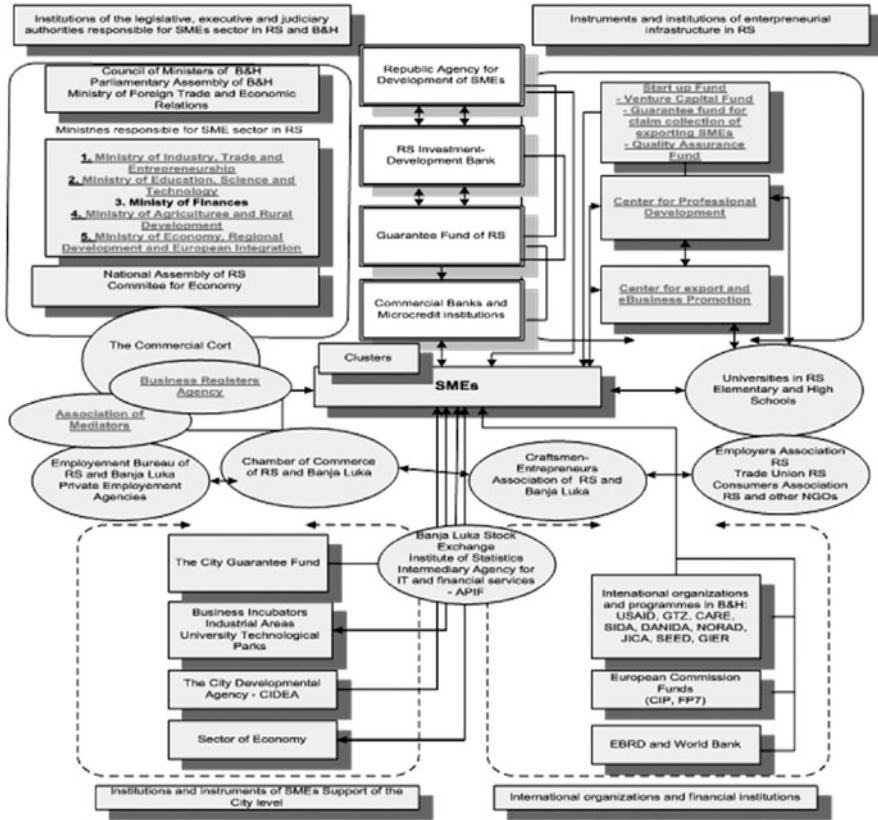 Institutions of the legislative, executive and judiciary
authorities responsible for SMEs sector in RS and B&H
Instruments and institutions of enterpreneurial
infrastructure in RS
Council of Ministers of B&H
Parliamentary Assembly of B&H
Ministry of Foreign Trade and Economic
Relations
Ministries responsible for SME sector in RS
1. Ministry of Industry, Trade and
Entrepreneurship
2. Ministry of Education, Science and
Technology
3. Ministy of Finances
4. Ministry of Agriculturee and Rural
Development
5. Ministry of Economy, Regional
Development and European Integration
National Assembly of RS
Commitee for Economy
Republic Agency for
Development of SMEs
RS Investment-
Development Bank
Guarantee Fund of RS
Commercial Banks and
Microcredit institutions
Start up Fund
- Venture Capital Fund
- Guarantee fund for
claim collection of
exporting SMEs
- Quality Assurance
Fund
Center for Professional
Development
Center for export and
eBusiness Promotion
The Commercial Cort
Business Registers
Agency
Association of
Mediators
Clusters
SMEs
Universities in RS
Elementary and High
Schools
Employement Bureau of
RS and Banja Luka
Private Employement
Agencies
Chamber of Commerce
of RS and Banja Luka
Craftsmen-
Entrepreneurs
Association of RS and
Banja Luka
Employers Association
RS
Trade Union RS
Consumers Association
RS and other NGOs
Banja Luka Stock
Exchange
Institute of Statistics
Intermediary Agency for
IT and financial services
- APIF
The City Guarantee Fund
Business Incubators
Industrial Areas
University Technological
Parks
The City Developmental
Agency - CIDEA
Sector of Economy
Intenational organizations
and programmes in B&H:
USAID, GTZ, CARE,
SIDA, DANIDA, NORAD,
JICA, SEED, GIER
European Commission
Funds
(CIP, FP7)
EBRD and World Bank
Institutions and instruments of SMEs Support of the
City level
International organizations and financial institutions